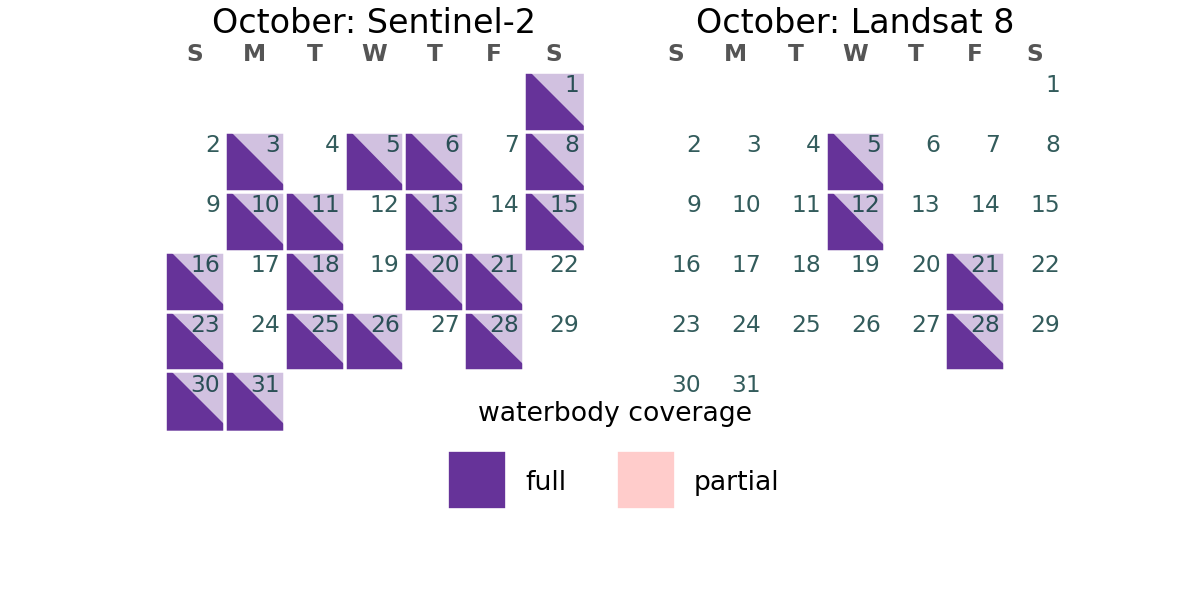 October: Sentinel-2
S M T W T F S
1
2 3 4 5 6 7 8
9 10 11 12 13 14 15
16 17 18 19 20 21 22
23 24 25 26 27 28 29
30 31
October: Landsat 8
S M T W T F S
1
2 3 4 5 6 7 8
9 10 11 12 13 14 15
16 17 18 19 20 21 22
23 24 25 26 27 28 29
30 31
waterbody coverage
full partial